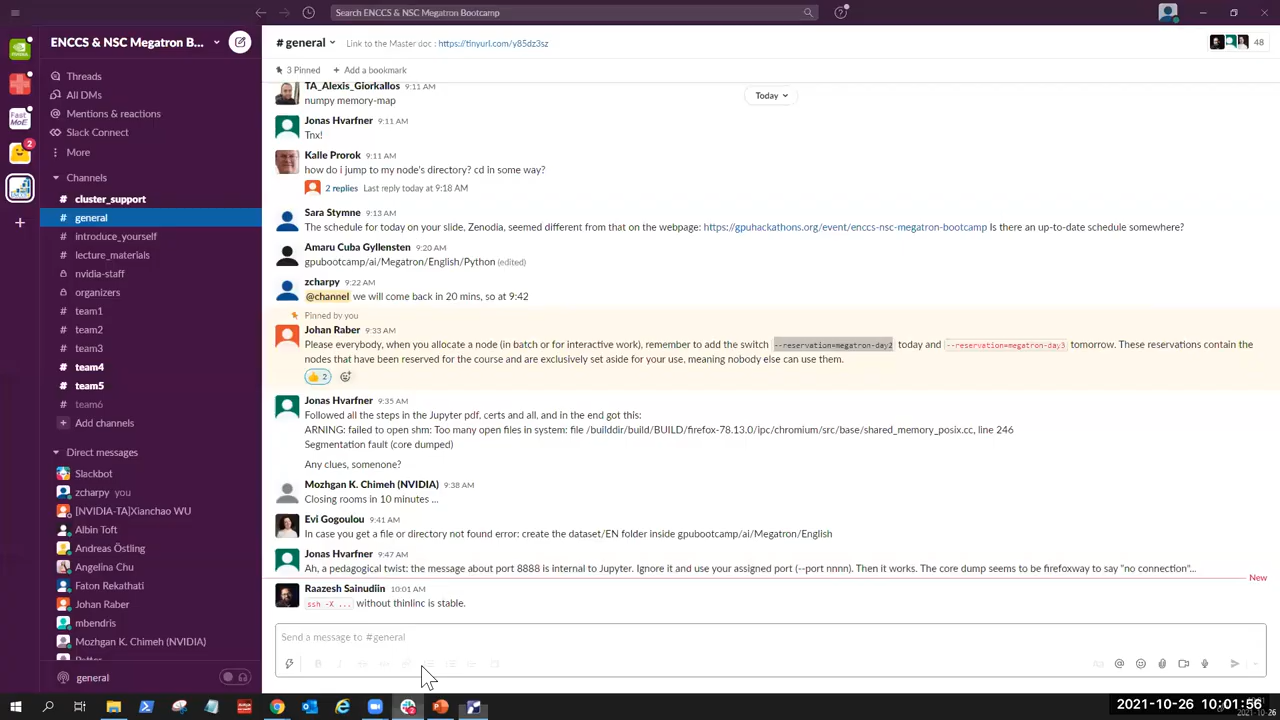 Search ENCCS & NSC Megatron Bootcamp
ENCCS & NSC Megatron B...
# general
Link to the Master doc : https://tinyurl.com/y85dz3sz
48
3 Pinned
+ Add a bookmark
Threads
All DMs
Mentions & reactions
Slack Connect
More
Channels
# cluster_support
# general
# introduce_yourself
# lecture_materials
nvidia-staff
organizers
# team1
# team2
# team3
# team4
# team5
# team6
+ Add channels
Direct messages
Slackbot
zcharpy you
[NVIDIA-TA]Xianchao WU
Albin Toft
Andreas Östling
Angelina Chu
Faton Rekathati
Johan Raber
mbendris
Mozhgan K. Chimeh (NVIDIA)
general
Fast
MoE
2
Today
TA_Alexis_Giorkallos 9:11 AM
numpy memory-map
Jonas Hvarfner 9:11 AM
Tnx!
Kalle Prorok 9:11 AM
how do i jump to my node's directory? cd in some way?
2 replies Last reply today at 9:18 AM
Sara Stymne 9:13 AM
The schedule for today on your slide, Zenodia, seemed different from that on the webpage: https://gpuhackathons.org/event/enccs-nsc-megatron-bootcamp Is there an up-to-date schedule somewhere?
Amaru Cuba Gyllensten 9:20 AM
gpubootcamp/ai/Megatron/English/Python (edited)
zcharpy 9:22 AM
@channel we will come back in 20 mins, so at 9:42
Pinned by you
Johan Raber 9:33 AM
Please everybody, when you allocate a node (in batch or for interactive work), remember to add the switch --reservation=megatron-day2 today and --reservation=megatron-day3 tomorrow. These reservations contain the
nodes that have been reserved for the course and are exclusively set aside for your use, meaning nobody else can use them.
2
Jonas Hvarfner 9:35 AM
Followed all the steps in the Jupyter pdf, certs and all, and in the end got this:
ARNING: failed to open shm: Too many open files in system: file /builddir/build/BUILD/firefox-78.13.0/ipc/chromium/src/base/shared_memory_posix.cc, line 246
Segmentation fault (core dumped)
Any clues, somenone?
Mozhgan K. Chimeh (NVIDIA) 9:38 AM
Closing rooms in 10 minutes ...
Evi Gogoulou 9:41 AM
In case you get a file or directory not found error: create the dataset/EN folder inside gpubootcamp/ai/Megatron/English
Jonas Hvarfner 9:47 AM
Ah, a pedagogical twist: the message about port 8888 is internal to Jupyter. Ignore it and use your assigned port (--port nnnn). Then it works. The core dump seems to be firefoxway to say "no connection"...
New
Raazesh Sainudiin 10:01 AM
ssh -X ... without thinlinc is stable.
Send a message to #general
2021-10-26 10:01:56
2021-10-26